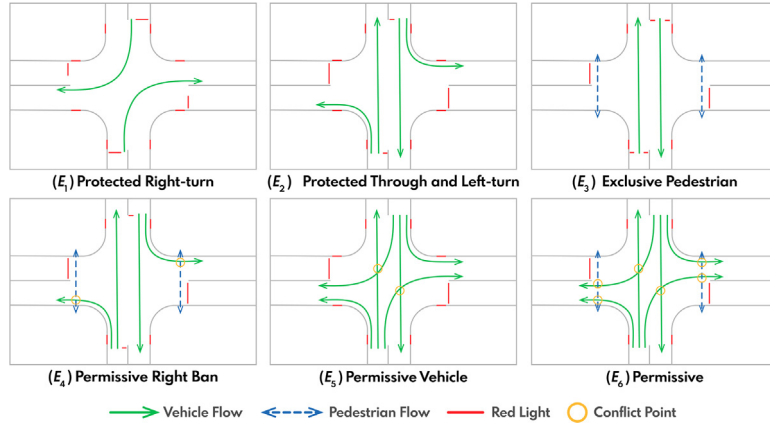 (E1) Protected Right-turn
(E2) Protected Through and Left-turn
(E3) Exclusive Pedestrian
(E4) Permissive Right Ban
(E5) Permissive Vehicle
(E6) Permissive
Vehicle Flow
Pedestrian Flow
Red Light
Conflict Point